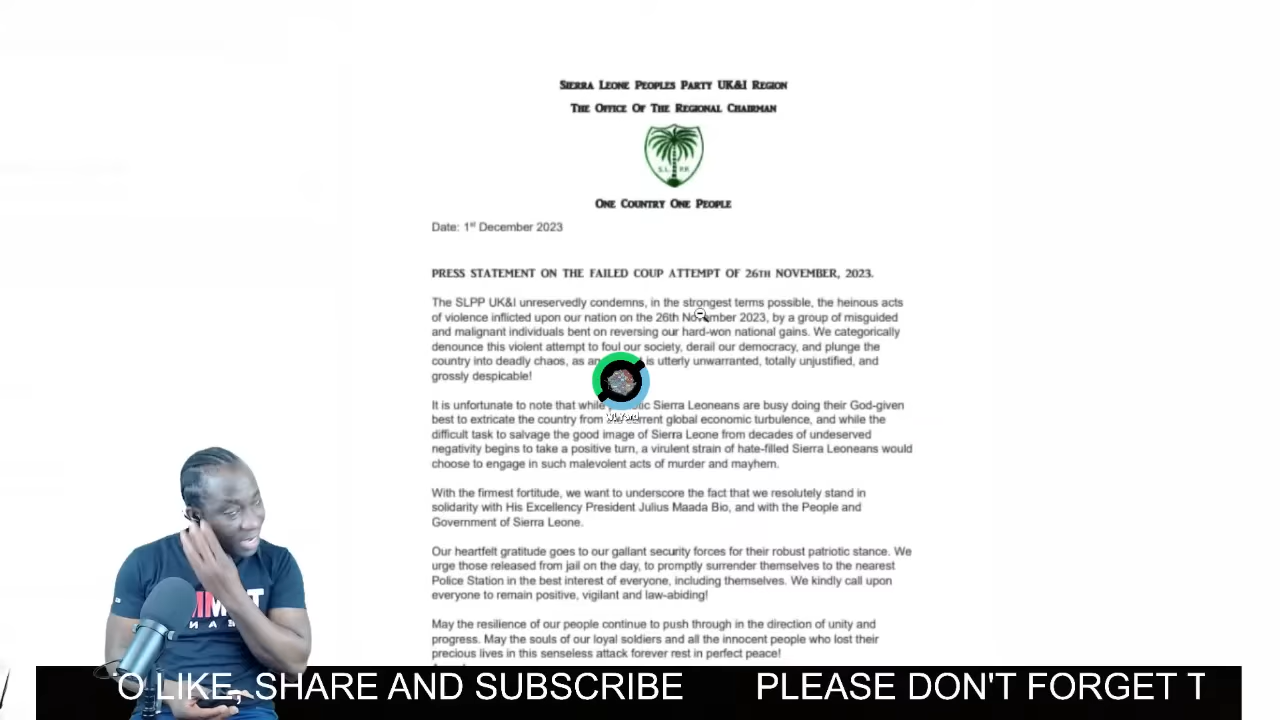 SIERRA LEONE PEOPLES PARTY UK&I REGION
THE OFFICE OF THE REGIONAL CHAIRMAN
S.L.P.P.
ONE COUNTRY ONE PEOPLE
Date: 1st December 2023
PRESS STATEMENT ON THE FAILED COUP ATTEMPT OF 26TH NOVEMBER, 2023.
The SLPP UK&I unreservedly condemns, in the strongest terms possible, the heinous acts
of violence inflicted upon our nation on the 26th November 2023, by a group of misguided
and malignant individuals bent on reversing our hard-won national gains. We categorically
denounce this violent attempt to foul our society, derail our democracy, and plunge the
country into deadly chaos, as is utterly unwarranted, totally unjustified, and
grossly despicable!
It is unfortunate to note that while Sierra Leoneans are busy doing their God-given
best to extricate the country from global economic turbulence, and while the
difficult task to salvage the good image of Sierra Leone from decades of undeserved
negativity begins to take a positive turn, a virulent strain of hate-filled Sierra Leoneans would
choose to engage in such malevolent acts of murder and mayhem.
With the firmest fortitude, we want to underscore the fact that we resolutely stand in
solidarity with His Excellency President Julius Maada Bio, and with the People and
Government of Sierra Leone.
Our heartfelt gratitude goes to our gallant security forces for their robust patriotic stance. We
urge those released from jail on the day, to promptly surrender themselves to the nearest
Police Station in the best interest of everyone, including themselves. We kindly call upon
everyone to remain positive, vigilant and law-abiding!
May the resilience of our people continue to push through in the direction of unity and
progress. May the souls of our loyal soldiers and all the innocent people who lost their
precious lives in this senseless attack forever rest in perfect peace!
O LIKE, SHARE AND SUBSCRIBE PLEASE DON'T FORGET T